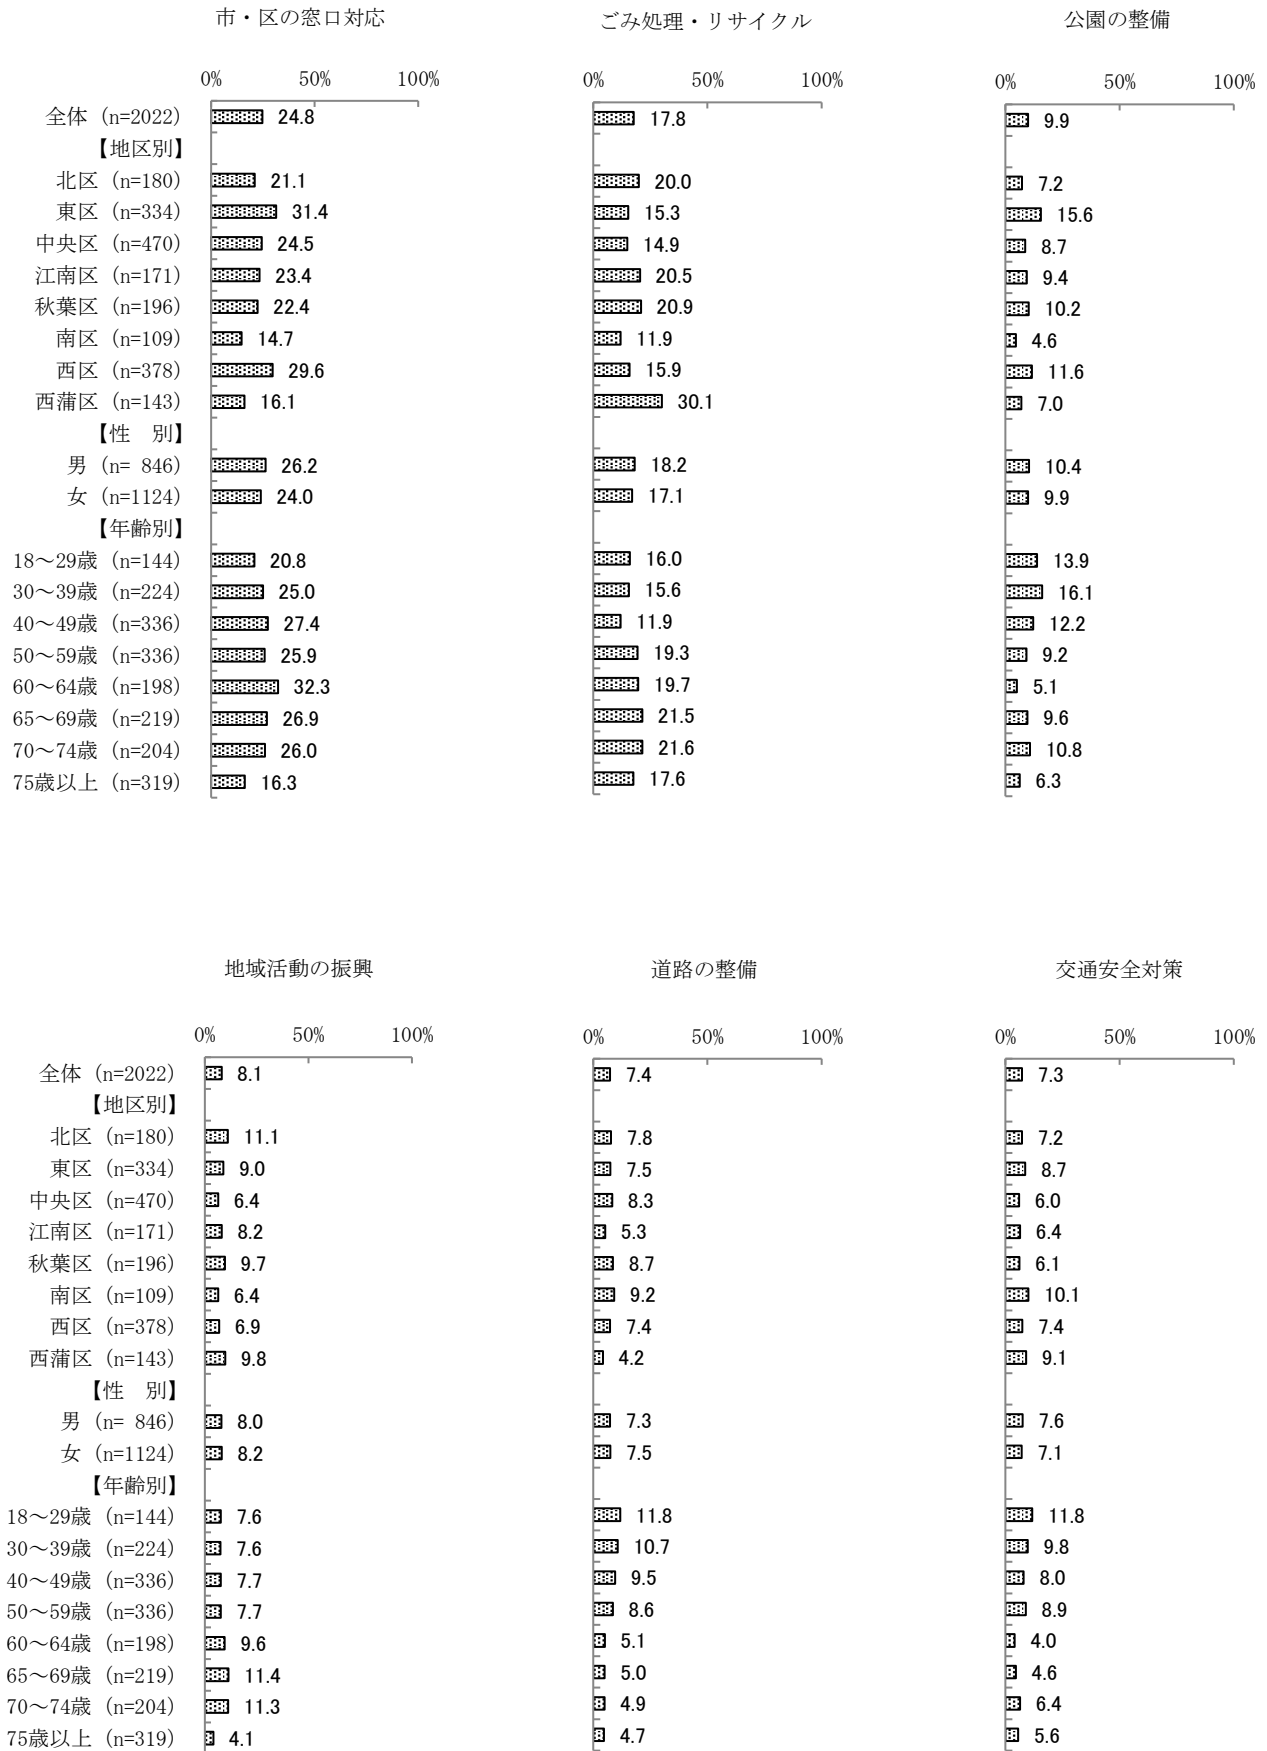 市・区の窓口対応　ごみ処理・リサイクル　公園の整備
0%　50%　100%　0%　50%　100%　0%　50%　100%
全体 (n=2022)　24.8　17.8　9.9
【地区別】
北区 (n=180)　21.1　20.0　7.2
東区 (n=334)　31.4　15.3　15.6
中央区 (n=470)　24.5　14.9　8.7
江南区 (n=171)　23.4　20.5　9.4
秋葉区 (n=196)　22.4　20.9　10.2
南区 (n=109)　14.7　11.9　4.6
西区 (n=378)　29.6　15.9　11.6
西蒲区 (n=143)　16.1　30.1　7.0
【性　別】
男 (n= 846)　26.2　18.2　10.4
女 (n=1124)　24.0　17.1　9.9
【年齢別】
18～29歳 (n=144)　20.8　16.0　13.9
30～39歳 (n=224)　25.0　15.6　16.1
40～49歳 (n=336)　27.4　11.9　12.2
50～59歳 (n=336)　25.9　19.3　9.2
60～64歳 (n=198)　32.3　19.7　5.1
65～69歳 (n=219)　26.9　21.5　9.6
70～74歳 (n=204)　26.0　21.6　10.8
75歳以上 (n=319)　16.3　17.6　6.3
地域活動の振興　道路の整備　交通安全対策
0%　50%　100%　0%　50%　100%　0%　50%　100%
全体 (n=2022)　8.1　7.4　7.3
【地区別】
北区 (n=180)　11.1　7.8　7.2
東区 (n=334)　9.0　7.5　8.7
中央区 (n=470)　6.4　8.3　6.0
江南区 (n=171)　8.2　5.3　6.4
秋葉区 (n=196)　9.7　8.7　6.1
南区 (n=109)　6.4　9.2　10.1
西区 (n=378)　6.9　7.4　7.4
西蒲区 (n=143)　9.8　4.2　9.1
【性　別】
男 (n= 846)　8.0　7.3　7.6
女 (n=1124)　8.2　7.5　7.1
【年齢別】
18～29歳 (n=144)　7.6　11.8　11.8
30～39歳 (n=224)　7.6　10.7　9.8
40～49歳 (n=336)　7.7　9.5　8.0
50～59歳 (n=336)　7.7　8.6　8.9
60～64歳 (n=198)　9.6　5.1　4.0
65～69歳 (n=219)　11.4　5.0　4.6
70～74歳 (n=204)　11.3　4.9　6.4
75歳以上 (n=319)　4.1　4.7　5.6